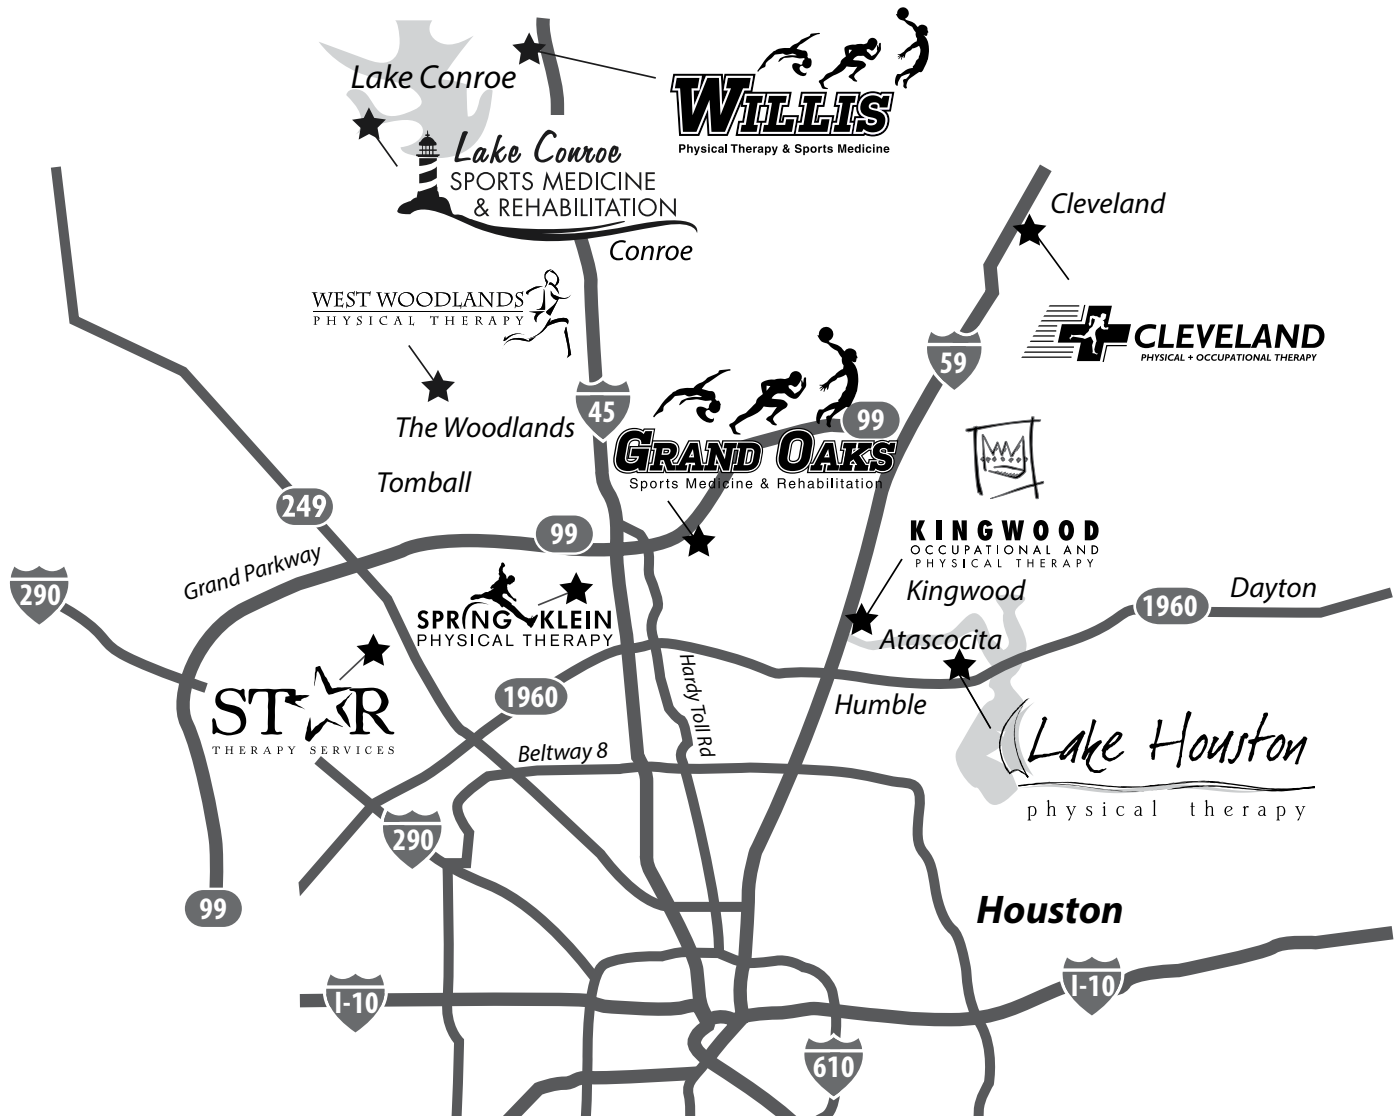 Lake Conroe
WILLIS
Physical Therapy & Sports Medicine
Lake Conroe
SPORTS MEDICINE
& REHABILITATION
Conroe
Cleveland
WEST WOODLANDS
PHYSICAL THERAPY
CLEVELAND
PHYSICAL + OCCUPATIONAL THERAPY
59
45
The Woodlands
99
GRAND OAKS
Sports Medicine & Rehabilitation
Tomball
249
99
Grand Parkway
KINGWOOD
OCCUPATIONAL AND
PHYSICAL THERAPY
Kingwood
290
SPRING KLEIN
PHYSICAL THERAPY
1960
Dayton
Atascocita
STAR
THERAPY SERVICES
1960
Hardy Toll Rd
Humble
Beltway 8
Lake Houston
physical therapy
290
99
Houston
I-10
I-10
610